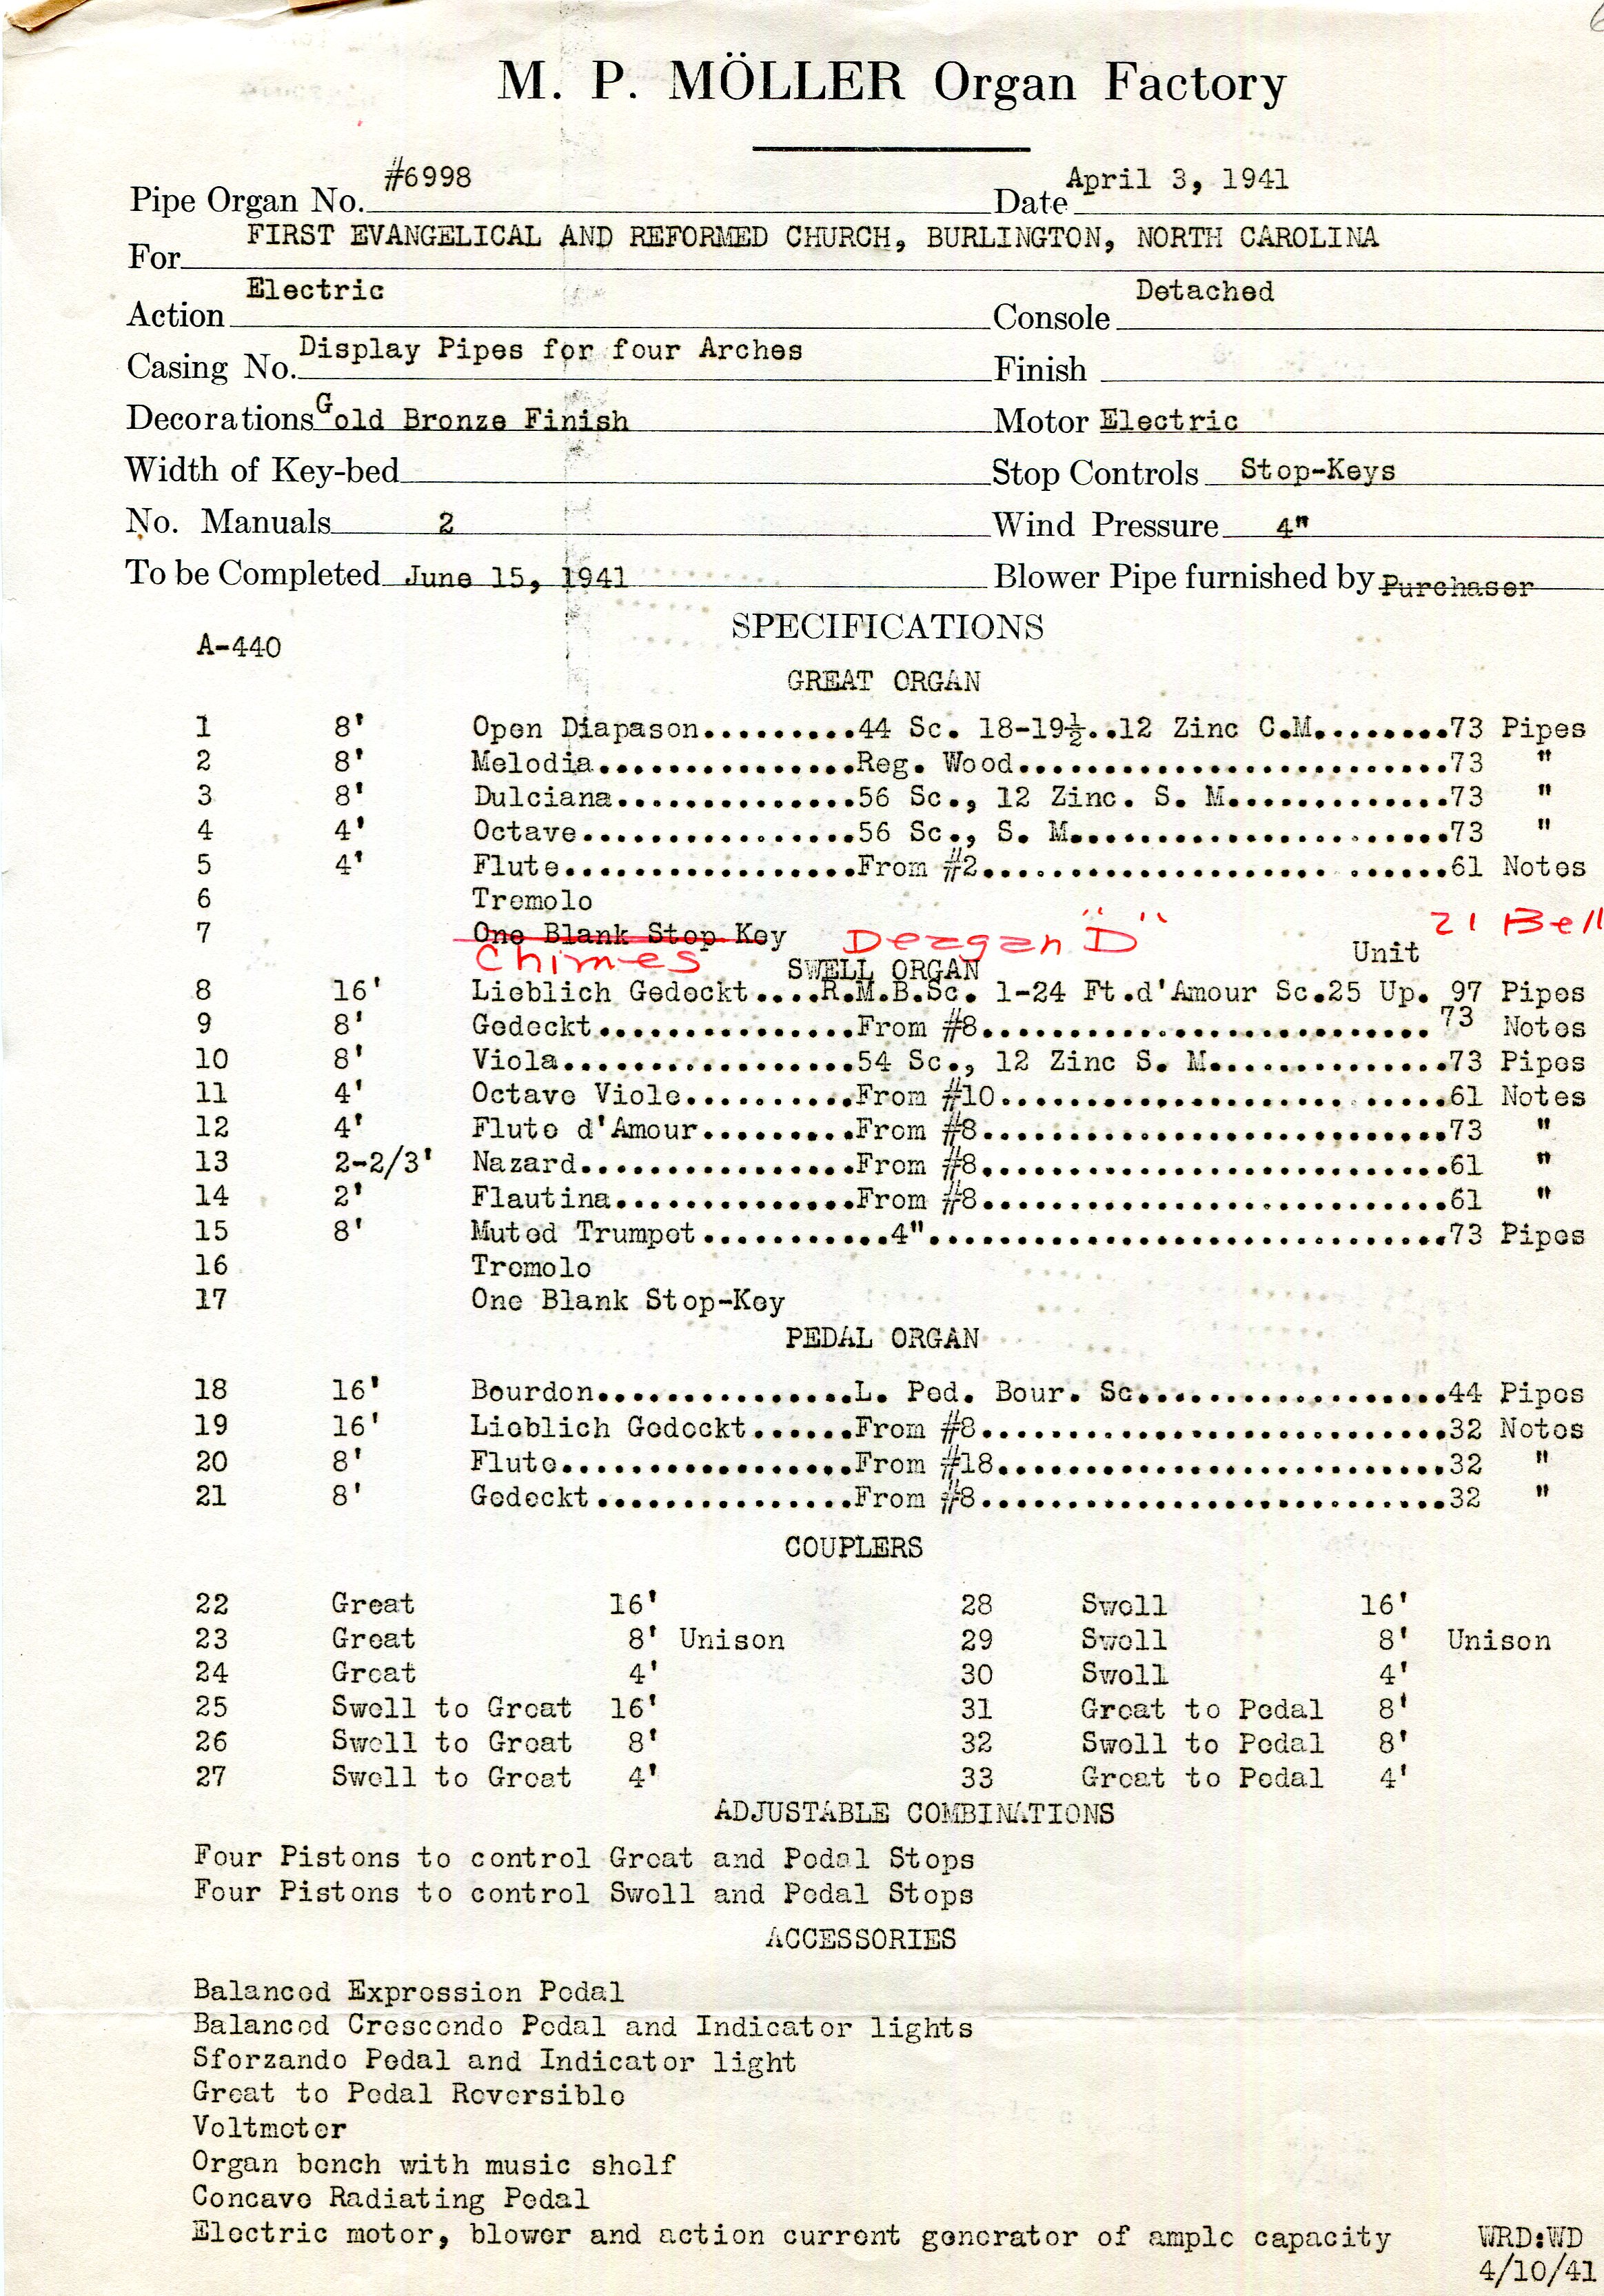 M. P. MÖLLER Organ Factory
Pipe Organ No. #6998 Date April 3, 1941
For FIRST EVANGELICAL AND REFORMED CHURCH, BURLINGTON, NORTH CAROLINA
Action Electric Console Detached
Casing No. Display Pipes for four Arches Finish
Decorations Gold Bronze Finish Motor Electric
Width of Key-bed Stop Controls Stop-Keys
No. Manuals 2 Wind Pressure 4"
To be Completed June 15, 1941 Blower Pipe furnished by Purchaser
SPECIFICATIONS
A-440
GREAT ORGAN
1 8' Open Diapason.........44 Sc. 18-19½..12 Zinc C.M........73 Pipes
2 8' Melodia...............Reg. Wood.........................73 "
3 8' Dulciana..............56 Sc., 12 Zinc. S. M.............73 "
4 4' Octave................56 Sc., S. M......................73 "
5 4' Flute.................From #2.................... ......61 Notes
6 Tremolo
7 One Blank Stop Key Deagan "D" 21 Bell
Chimes Unit
SWELL ORGAN
8 16' Lieblich Gedeckt....R.M.B.Sc. 1-24 Ft.d'Amour Sc.25 Up. 97 Pipes
9 8' Gedeckt...............From #8.......................... 73 Notes
10 8' Viola.................54 Sc., 12 Zinc S. M..............73 Pipes
11 4' Octave Viole..........From #10.................... .....61 Notes
12 4' Flute d'Amour.........From #8...........................73 "
13 2-2/3' Nazard................From #8...........................61 "
14 2' Flautina..............From #8...........................61 "
15 8' Muted Trumpet...........4"..............................73 Pipes
16 Tremolo
17 One Blank Stop-Key
PEDAL ORGAN
18 16' Bourdon...............L. Ped. Bour. Sc..................44 Pipes
19 16' Lieblich Gedeckt......From #8...........................32 Notes
20 8' Flute.................From #18..........................32 "
21 8' Gedeckt...............From #8...........................32 "
COUPLERS
22 Great 16' 28 Swell 16'
23 Great 8' Unison 29 Swell 8' Unison
24 Great 4' 30 Swell 4'
25 Swell to Great 16' 31 Great to Pedal 8'
26 Swell to Great 8' 32 Swell to Pedal 8'
27 Swell to Great 4' 33 Great to Pedal 4'
ADJUSTABLE COMBINATIONS
Four Pistons to control Great and Pedal Stops
Four Pistons to control Swell and Pedal Stops
ACCESSORIES
Balanced Expression Pedal
Balanced Crescendo Pedal and Indicator lights
Sforzando Pedal and Indicator light
Great to Pedal Reversible
Voltmeter
Organ bench with music shelf
Concave Radiating Pedal
Electric motor, blower and action current generator of ample capacity WRD:WD
4/10/41